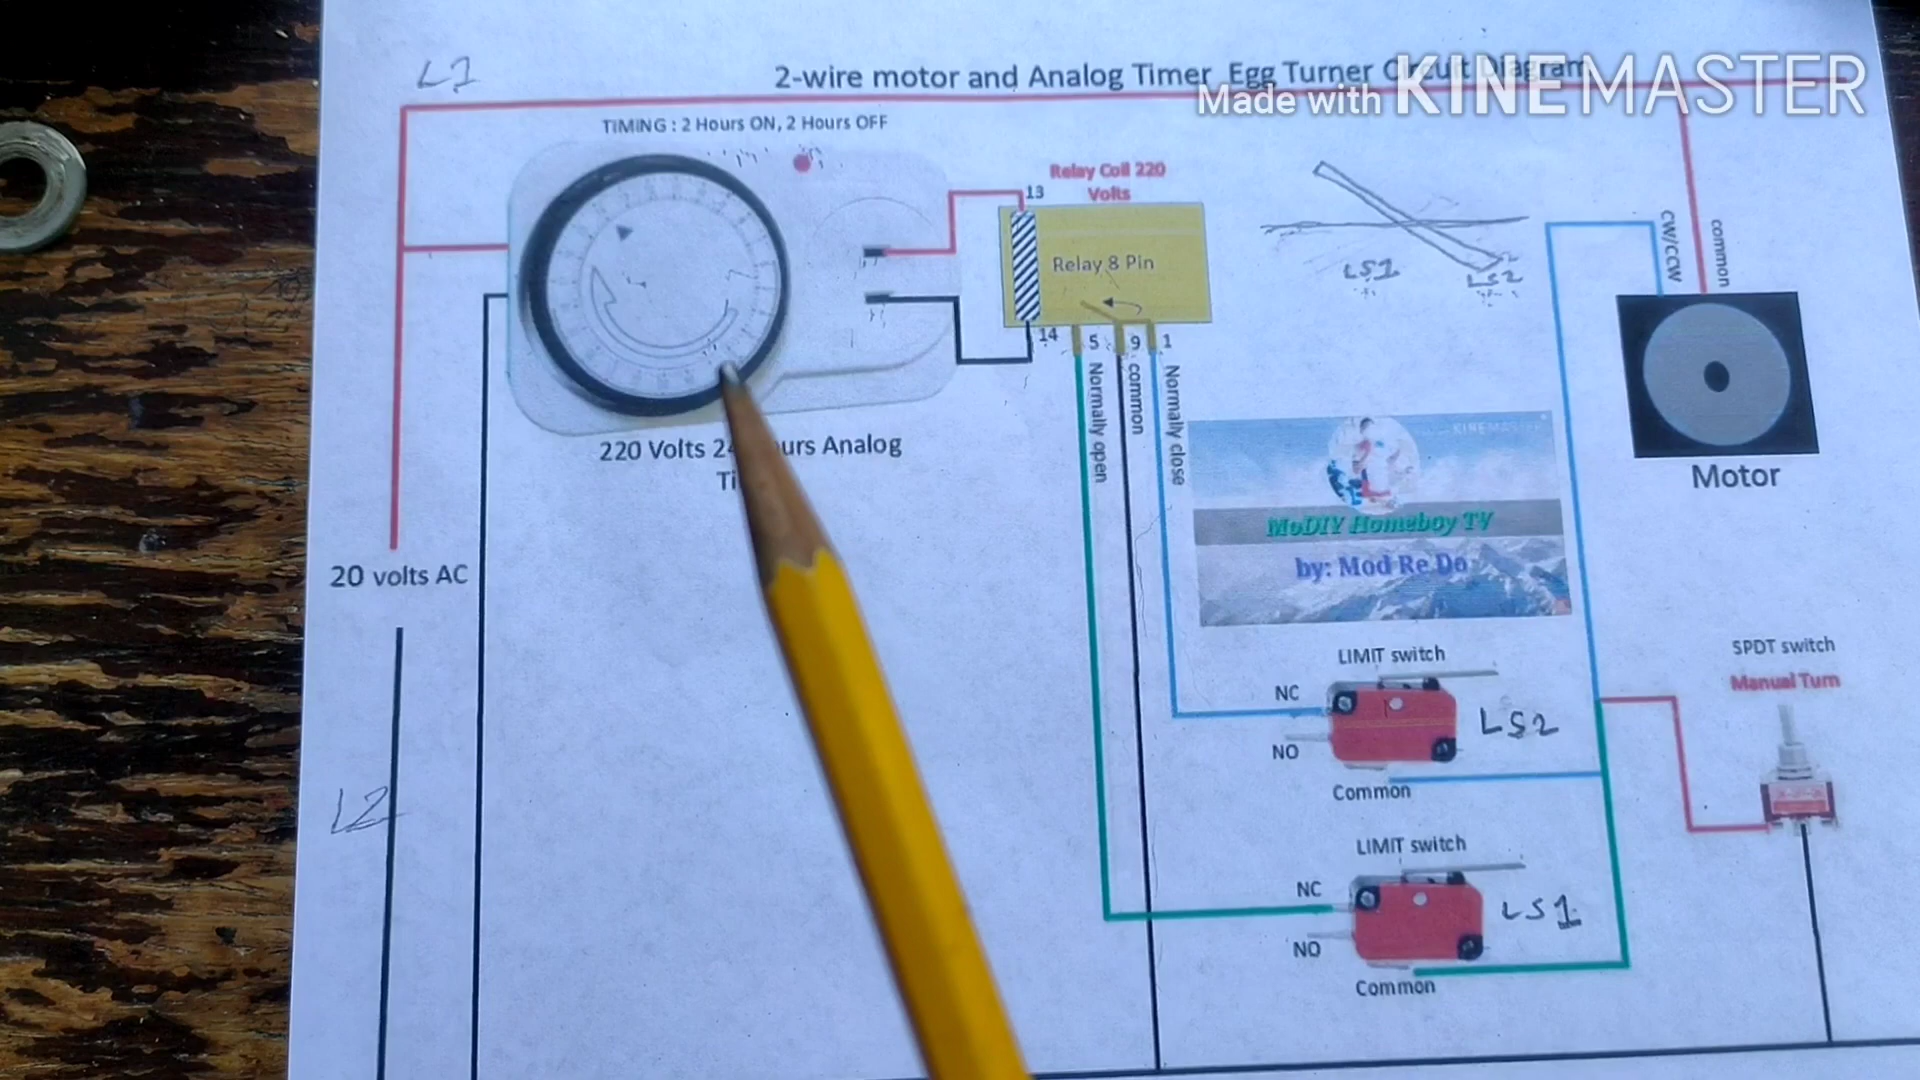 L1
2-wire motor and Analog Timer Egg Turner Circuit Diagram
Made with KINEMASTER
TIMING : 2 Hours ON, 2 Hours OFF
Relay Coil 220
Volts
13
Relay 8 Pin
14
5
9
1
Normally open
common
Normally close
LS1
LS2
CW/CCW
common
Motor
220 Volts
urs Analog
20 volts AC
L2
KINEMASTER
MoDIY Homeboy TV
by: Mod Re Do
LIMIT switch
NC
NO
Common
LS2
SPDT switch
Manual Turn
LIMIT switch
NC
NO
Common
LS1